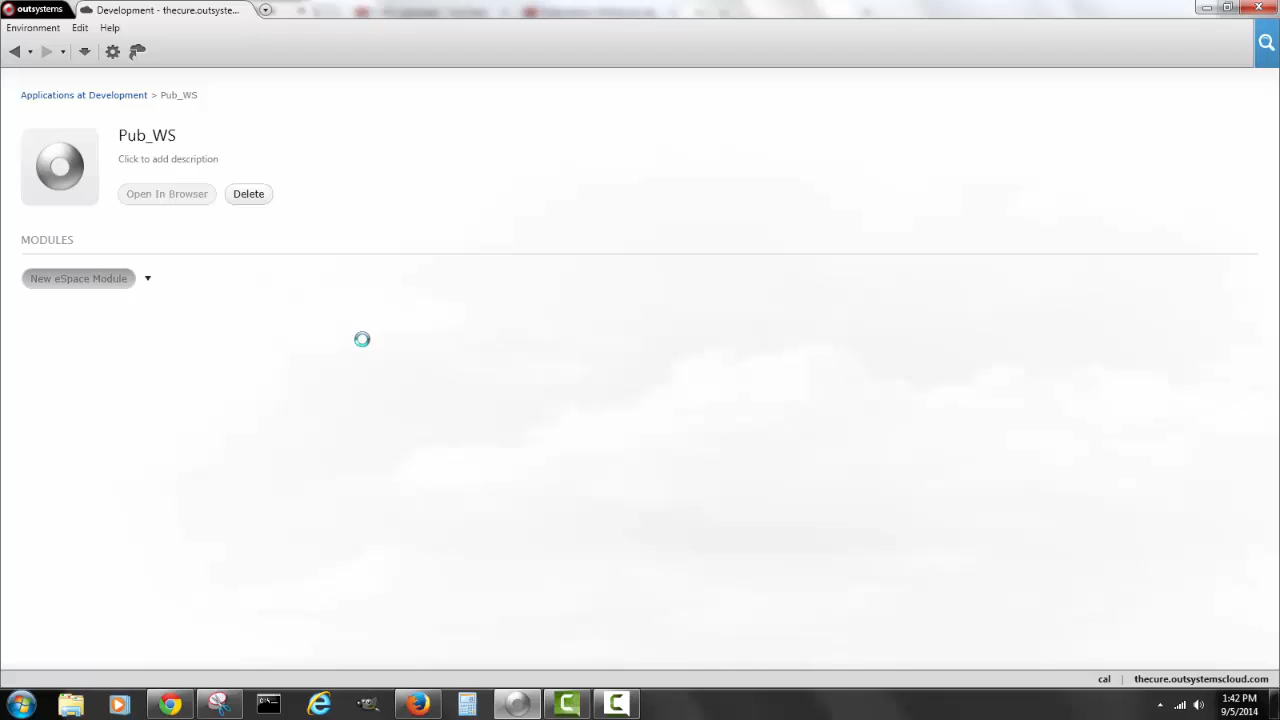 outsystems
Development - thecure.outsyste...
Environment Edit Help
Applications at Development > Pub_WS
Pub_WS
Click to add description
Open In Browser Delete
MODULES
New eSpace Module
cal | thecure.outsystemscloud.com
1:42 PM
9/5/2014